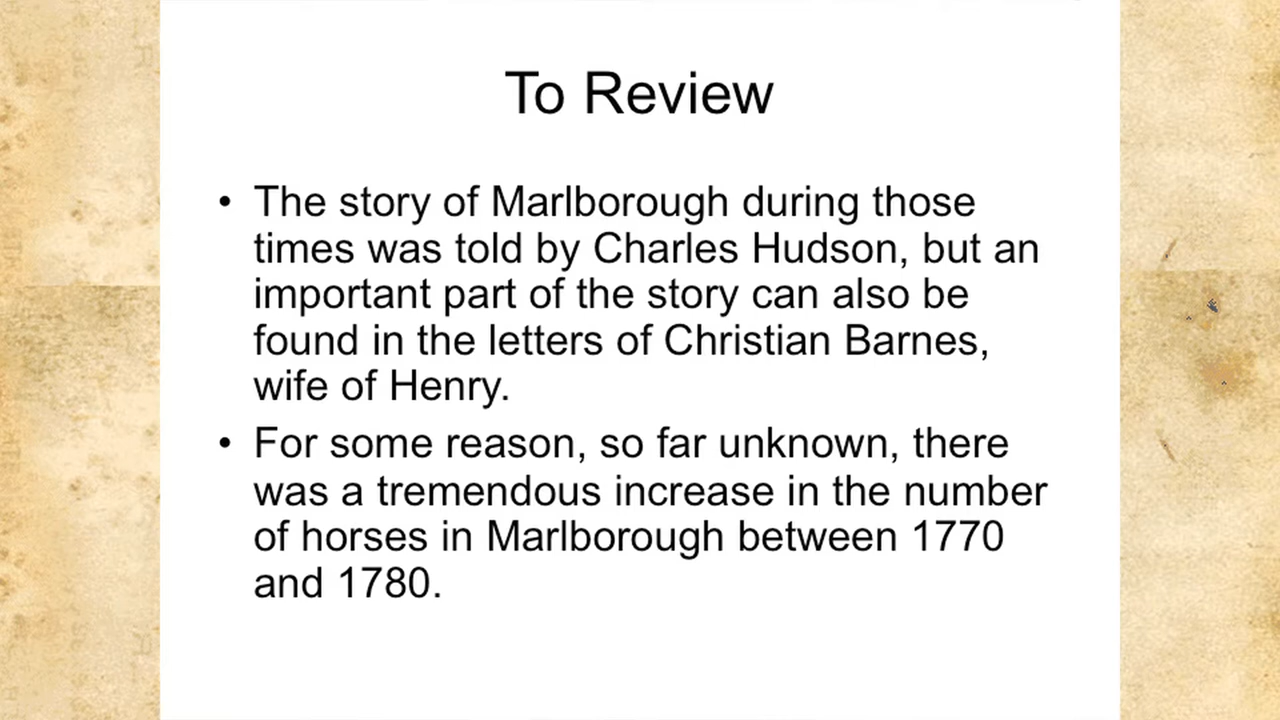 To Review
• The story of Marlborough during those
times was told by Charles Hudson, but an
important part of the story can also be
found in the letters of Christian Barnes,
wife of Henry.
• For some reason, so far unknown, there
was a tremendous increase in the number
of horses in Marlborough between 1770
and 1780.